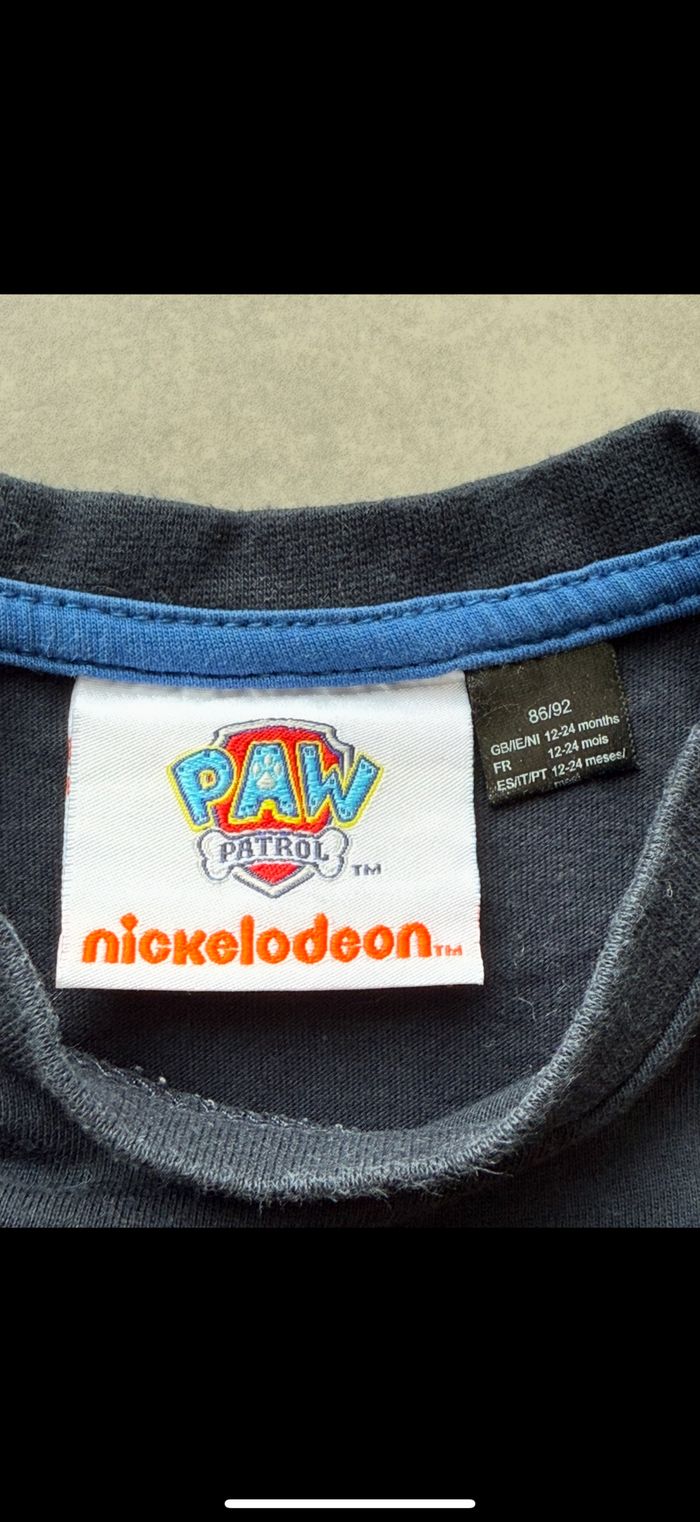 PAW
PATROL
TM
nickelodeon TM
86/92
GB/IE/NI 12-24 months
FR 12-24 mois
ES/IT/PT 12-24 meses/